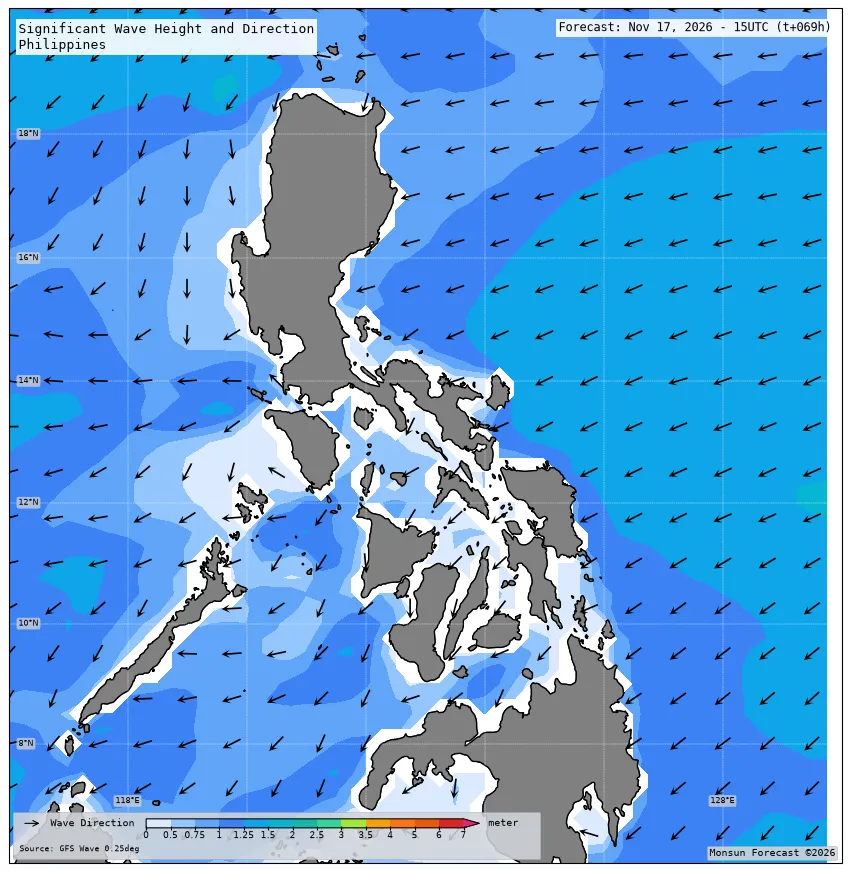 Significant Wave Height and Direction
Philippines
Forecast: Nov 17, 2026 - 15UTC (t+069h)
18°N
16°N
14°N
12°N
10°N
8°N
118°E
128°E
Wave Direction
0 0.5 0.75 1 1.25 1.5 2 2.5 3 3.5 4 5 6 7
meter
Source: GFS Wave 0.25deg
Monsun Forecast ©2026